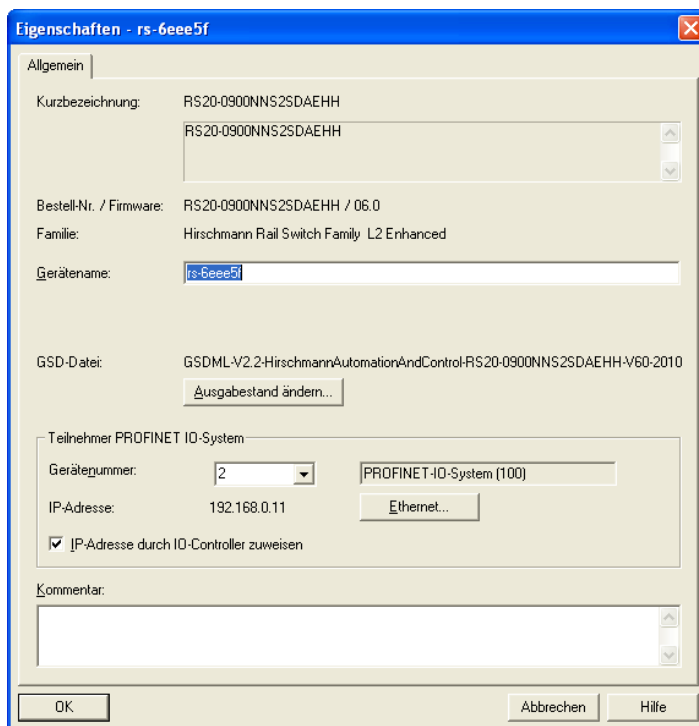 Eigenschaften - rs-6eee5f
Allgemein
Kurzbezeichnung: RS20-0900NNS2SDAEHH
RS20-0900NNS2SDAEHH
Bestell-Nr. / Firmware: RS20-0900NNS2SDAEHH / 06.0
Familie: Hirschmann Rail Switch Family L2 Enhanced
Gerätename: rs-6eee5f
GSD-Datei: GSDML-V2.2-HirschmannAutomationAndControl-RS20-0900NNS2SDAEHH-V60-2010
Ausgabestand ändern...
Teilnehmer PROFINET IO-System
Gerätenummer: 2 PROFINET-IO-System (100)
IP-Adresse: 192.168.0.11 Ethernet...
IP-Adresse durch IO-Controller zuweisen
Kommentar:
OK Abbrechen Hilfe